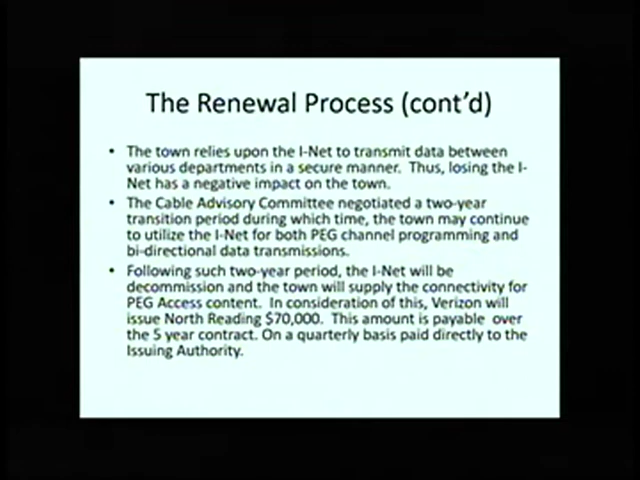 The Renewal Process (cont'd)
• The town relies upon the I-Net to transmit data between
various departments in a secure manner.  Thus, losing the I-
Net has a negative impact on the town.
• The Cable Advisory Committee negotiated a two-year
transition period during which time, the town may continue
to utilize the I-Net for both PEG channel programming and
bi-directional data transmissions.
• Following such two-year period, the I-Net will be
decommission and the town will supply the connectivity for
PEG Access content.  In consideration of this, Verizon will
issue North Reading $70,000.  This amount is payable  over
the 5 year contract. On a quarterly basis paid directly to the
Issuing Authority.